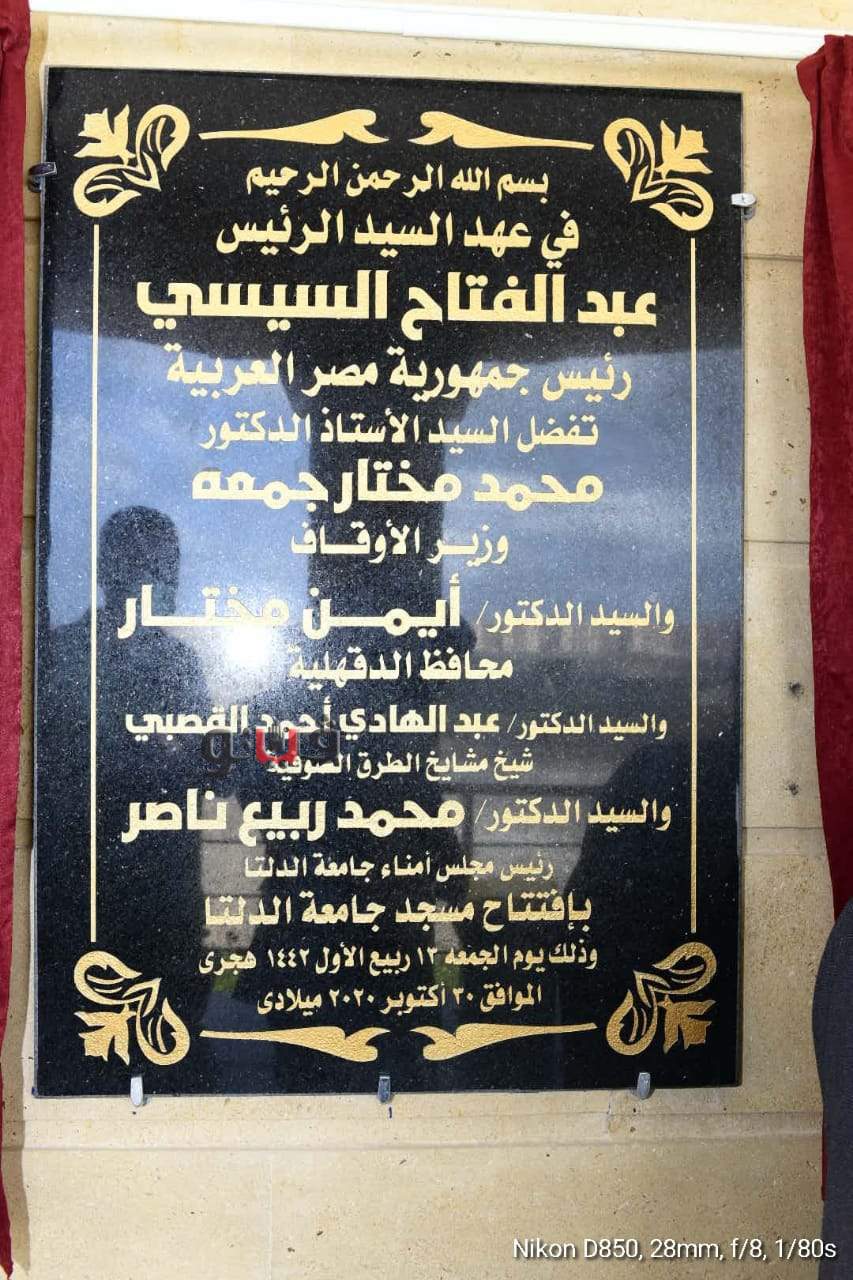 بسم الله الرحمن الرحيم
في عهد السيد الرئيس
عبد الفتاح السيسي
رئيس جمهورية مصر العربية
تفضل السيد الأستاذ الدكتور
محمد مختار جمعه
وزير الأوقاف
والسيد الدكتور/ أيمن مختار
محافظ الدقهلية
والسيد الدكتور/ عبد الهادي أحمد القصبي
شيخ مشايخ الطرق الصوفية
والسيد الدكتور/ محمد ربيع ناصر
رئيس مجلس أمناء جامعة الدلتا
بإفتتاح مسجد جامعة الدلتا
وذلك يوم الجمعه ١٣ ربيع الأول ١٤٤٢ هجرى
الموافق ٣٠ أكتوبر ٢٠٢٠ ميلادى
Nikon D850, 28mm, f/8, 1/80s